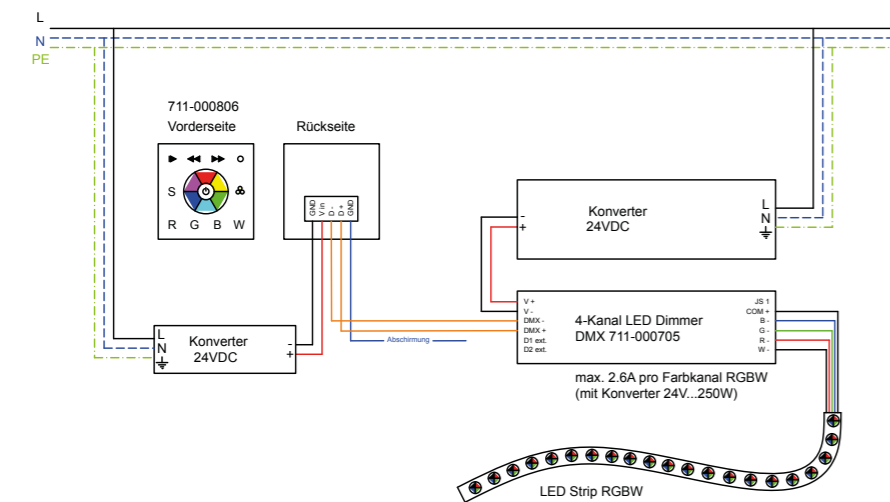 L
N
PE
711-000806
Vorderseite
Rückseite
S
R G B W
GND
V in
D -
D +
GND
Konverter
24VDC
L
N
-
+
L
N
Konverter
24VDC
-
+
Abschirmung
V +
V -
DMX -
DMX +
D1 ext.
D2 ext.
4-Kanal LED Dimmer
DMX 711-000705
JS 1
COM +
B -
G -
R -
W -
max. 2.6A pro Farbkanal RGBW
(mit Konverter 24V...250W)
LED Strip RGBW